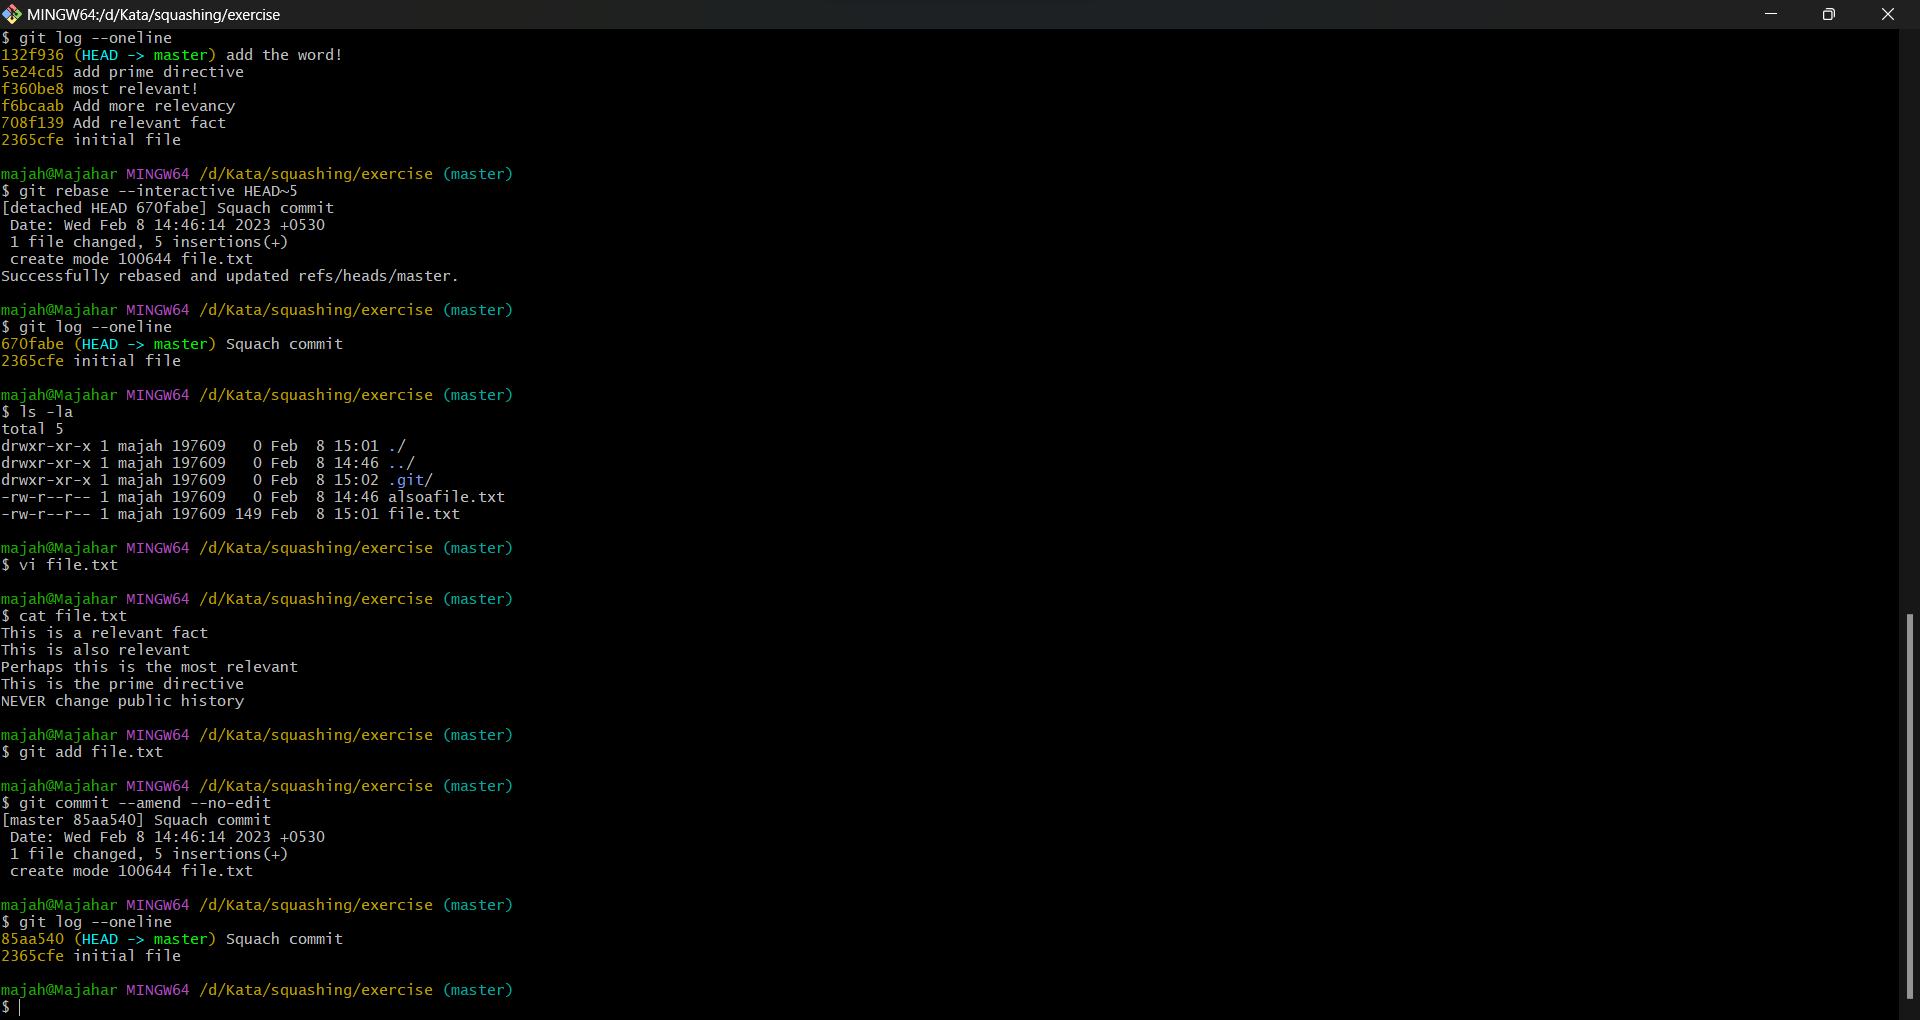 MINGW64:/d/Kata/squashing/exercise
$ git log --oneline
132f936 (HEAD -> master) add the word!
5e24cd5 add prime directive
f360be8 most relevant!
f6bcaab Add more relevancy
708f139 Add relevant fact
2365cfe initial file
majah@Majahar MINGW64 /d/Kata/squashing/exercise (master)
$ git rebase --interactive HEAD~5
[detached HEAD 670fabe] Squach commit
Date: Wed Feb 8 14:46:14 2023 +0530
1 file changed, 5 insertions(+)
create mode 100644 file.txt
Successfully rebased and updated refs/heads/master.
majah@Majahar MINGW64 /d/Kata/squashing/exercise (master)
$ git log --oneline
670fabe (HEAD -> master) Squach commit
2365cfe initial file
majah@Majahar MINGW64 /d/Kata/squashing/exercise (master)
$ ls -la
total 5
drwxr-xr-x 1 majah 197609   0 Feb  8 15:01 ./
drwxr-xr-x 1 majah 197609   0 Feb  8 14:46 ../
drwxr-xr-x 1 majah 197609   0 Feb  8 15:02 .git/
-rw-r--r-- 1 majah 197609   0 Feb  8 14:46 alsoafile.txt
-rw-r--r-- 1 majah 197609 149 Feb  8 15:01 file.txt
majah@Majahar MINGW64 /d/Kata/squashing/exercise (master)
$ vi file.txt
majah@Majahar MINGW64 /d/Kata/squashing/exercise (master)
$ cat file.txt
This is a relevant fact
This is also relevant
Perhaps this is the most relevant
This is the prime directive
NEVER change public history
majah@Majahar MINGW64 /d/Kata/squashing/exercise (master)
$ git add file.txt
majah@Majahar MINGW64 /d/Kata/squashing/exercise (master)
$ git commit --amend --no-edit
[master 85aa540] Squach commit
Date: Wed Feb 8 14:46:14 2023 +0530
1 file changed, 5 insertions(+)
create mode 100644 file.txt
majah@Majahar MINGW64 /d/Kata/squashing/exercise (master)
$ git log --oneline
85aa540 (HEAD -> master) Squach commit
2365cfe initial file
majah@Majahar MINGW64 /d/Kata/squashing/exercise (master)
$